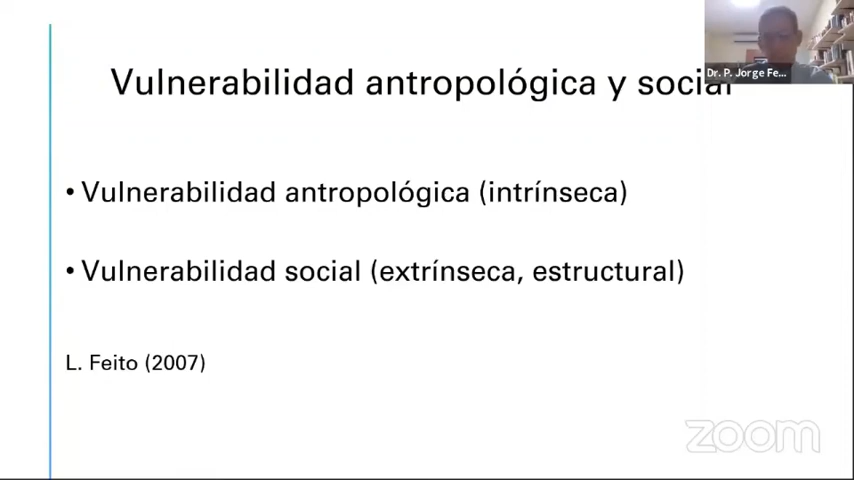 Dr. P. Jorge Fe...
Vulnerabilidad antropológica y social
• Vulnerabilidad antropológica (intrínseca)
• Vulnerabilidad social (extrínseca, estructural)
L. Feito (2007)
zoom